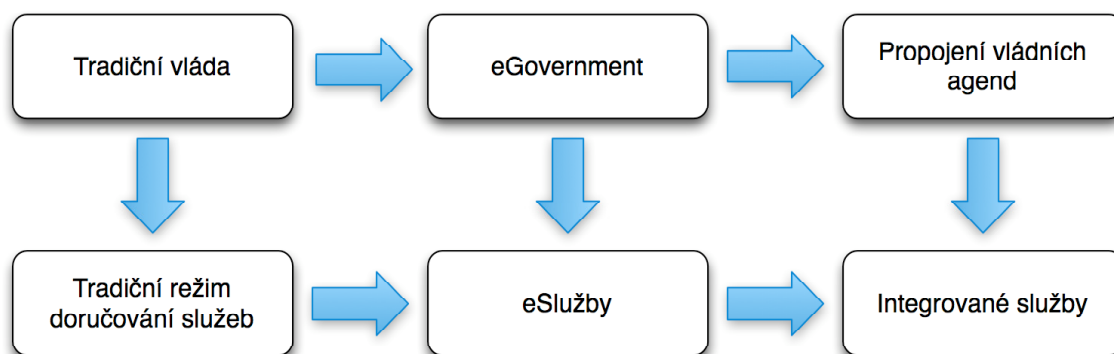 Tradiční vláda
eGovernment
Propojení vládních
agend
Tradiční režim
doručování služeb
eSlužby
Integrované služby